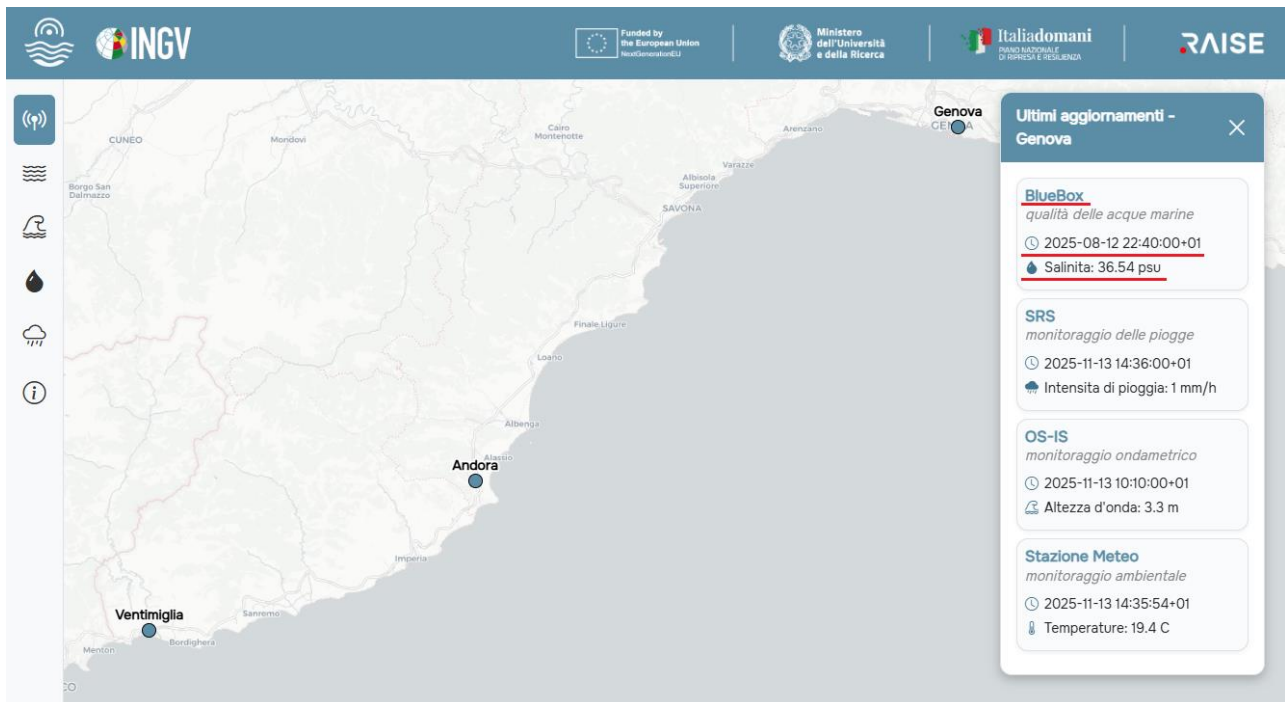 INGV
Funded by
the European Union
NextGenerationEU
Ministero
dell'Università
e della Ricerca
Italiadomani
PIANO NAZIONALE
DI RIPRESA E RESILIENZA
RAISE
Genova
GENOVA
Arenzano
Cairo
Montenotte
CUNEO
Mondovì
Varazze
Albisola
Superiore
Borgo San
Dalmazzo
SAVONA
Finale Ligure
Loano
Albenga
Alassio
Andora
Imperia
Ventimiglia
Sanremo
Bordighera
Menton
CO
Ultimi aggiornamenti -
Genova
BlueBox
qualità delle acque marine
2025-08-12 22:40:00+01
Salinita: 36.54 psu
SRS
monitoraggio delle piogge
2025-11-13 14:36:00+01
Intensita di pioggia: 1 mm/h
OS-IS
monitoraggio ondametrico
2025-11-13 10:10:00+01
Altezza d'onda: 3.3 m
Stazione Meteo
monitoraggio ambientale
2025-11-13 14:35:54+01
Temperature: 19.4 C